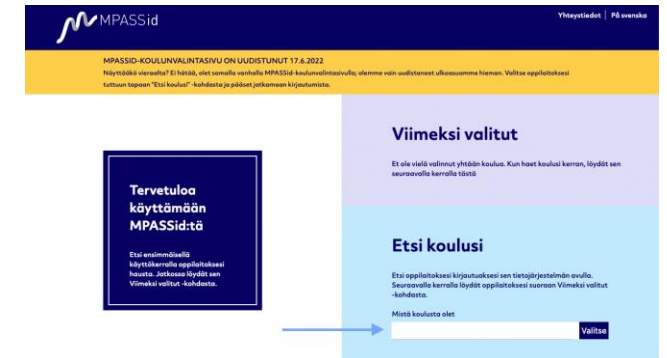 MPASSid
Yhteystiedot | På svenska
MPASSID-KOULUNVALINTASIVU ON UUDISTUNUT 17.6.2022
Näyttääkö vieraalta? Ei hätää, olet samalla vanhalla MPASSid-koulunvalintasivulla; olemme vain uudistaneet ulkoasuamme hieman. Valitse oppilaitoksesi
tuttuun tapaan "Etsi koulusi" -kohdasta ja pääset jatkamaan kirjautumista.
Viimeksi valitut
Et ole vielä valinnut yhtään koulua. Kun haet koulusi kerran, löydät sen
seuraavalla kerralla tästä
Tervetuloa
käyttämään
MPASSid:tä
Etsi ensimmäisellä
käyttökerralla oppilaitoksesi
hausta. Jatkossa löydät sen
Viimeksi valitut -kohdasta.
Etsi koulusi
Etsi oppilaitoksesi kirjautuaksesi sen tietojärjestelmän avulla.
Seuraavalla kerralla löydät oppilaitoksesi suoraan Viimeksi valitut
-kohdasta.
Mistä koulusta olet
Valitse